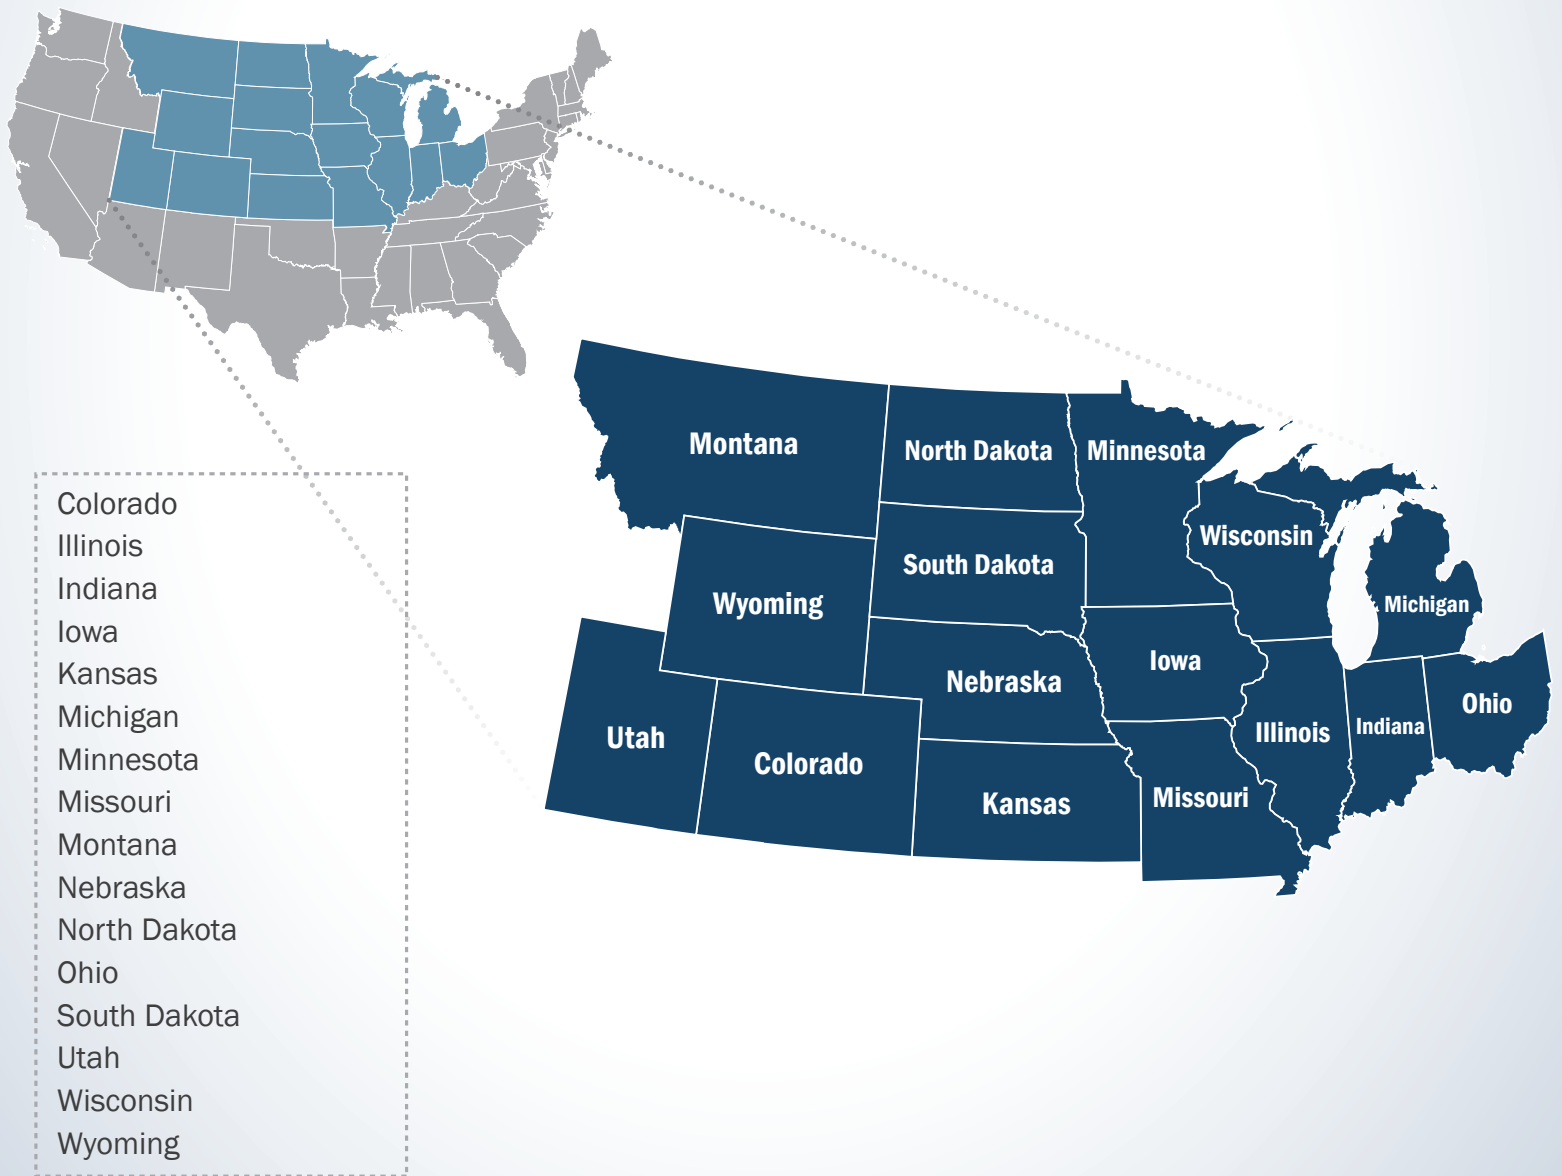 Montana
North Dakota
Minnesota
Wisconsin
South Dakota
Wyoming
Michigan
Iowa
Nebraska
Ohio
Utah
Colorado
Illinois
Indiana
Kansas
Missouri
Colorado
Illinois
Indiana
Iowa
Kansas
Michigan
Minnesota
Missouri
Montana
Nebraska
North Dakota
Ohio
South Dakota
Utah
Wisconsin
Wyoming